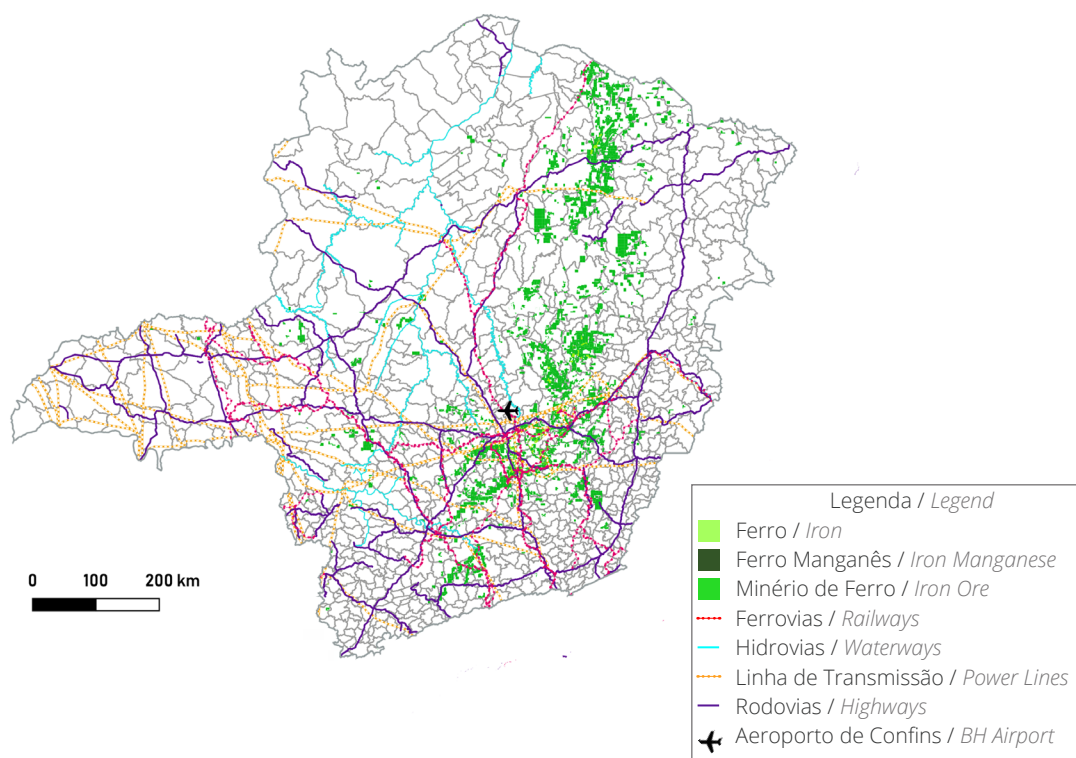 Legenda / Legend
Ferro / Iron
Ferro Manganês / Iron Manganese
Minério de Ferro / Iron Ore
Ferrovias / Railways
Hidrovias / Waterways
Linha de Transmissão / Power Lines
Rodovias / Highways
Aeroporto de Confins / BH Airport
0 100 200 km